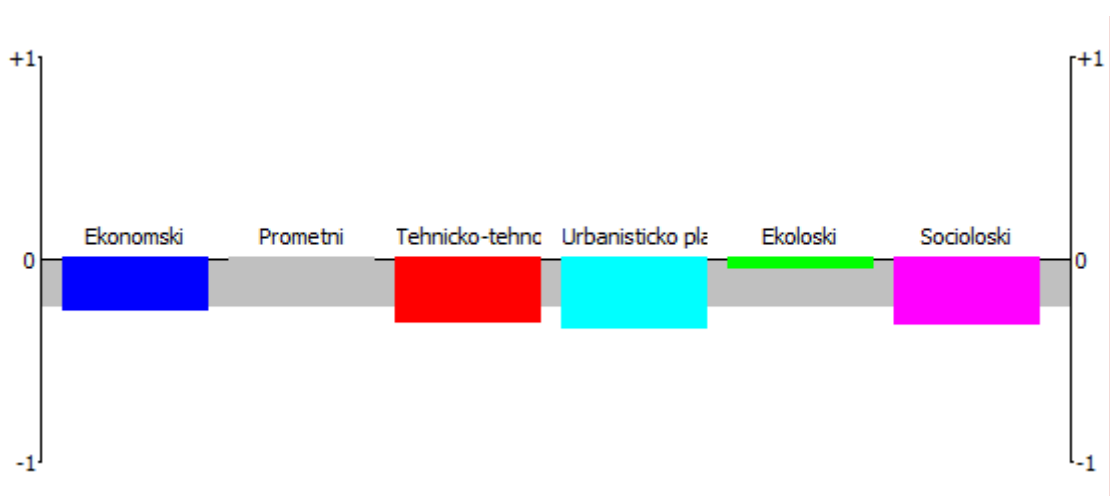 +1 +1
Ekonomski Prometni Tehnicko-tehno Urbanisticko pla Ekoloski Socioloski
0 0
-1 -1